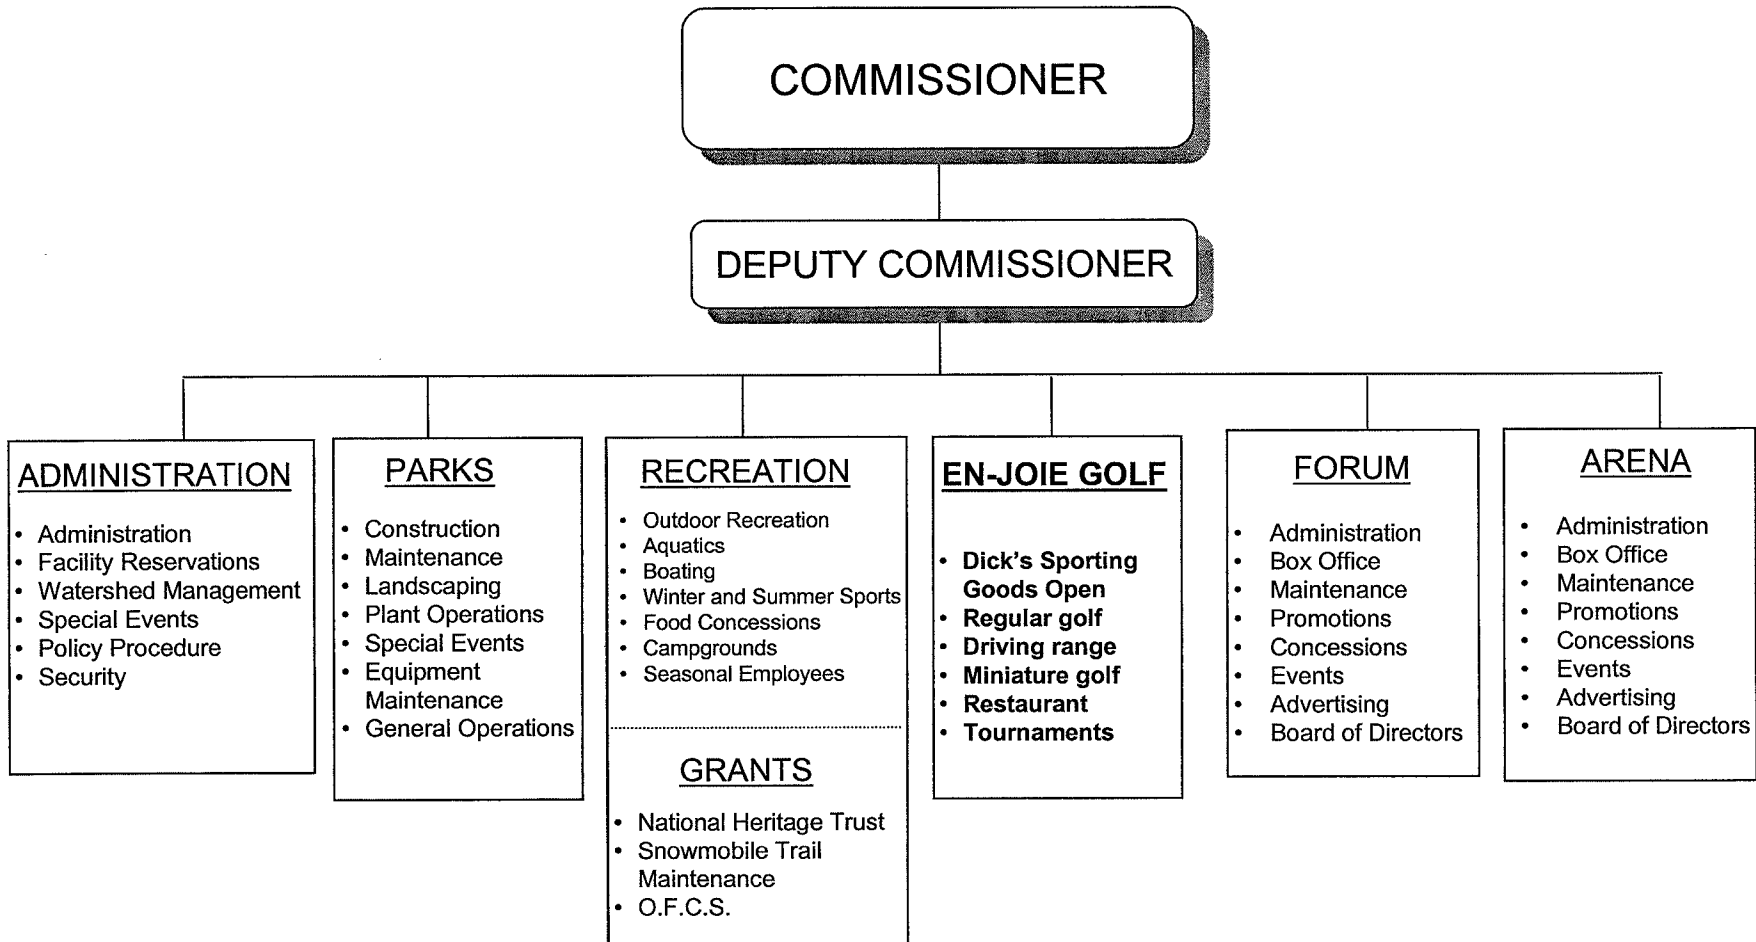 COMMISSIONER
DEPUTY COMMISSIONER
ADMINISTRATION
• Administration
• Facility Reservations
• Watershed Management
• Special Events
• Policy Procedure
• Security
PARKS
• Construction
• Maintenance
• Landscaping
• Plant Operations
• Special Events
• Equipment
Maintenance
• General Operations
RECREATION
• Outdoor Recreation
• Aquatics
• Boating
• Winter and Summer Sports
• Food Concessions
• Campgrounds
• Seasonal Employees
GRANTS
• National Heritage Trust
• Snowmobile Trail
Maintenance
• O.F.C.S.
EN-JOIE GOLF
• Dick's Sporting
Goods Open
• Regular golf
• Driving range
• Miniature golf
• Restaurant
• Tournaments
FORUM
• Administration
• Box Office
• Maintenance
• Promotions
• Concessions
• Events
• Advertising
• Board of Directors
ARENA
• Administration
• Box Office
• Maintenance
• Promotions
• Concessions
• Events
• Advertising
• Board of Directors